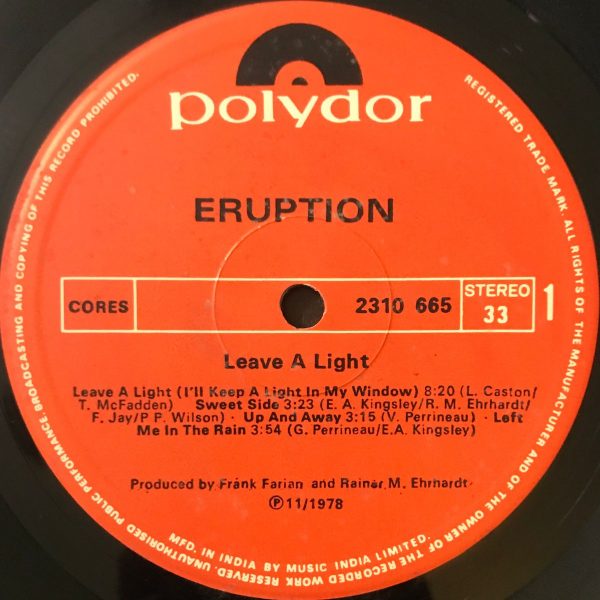 polydor
ERUPTION
CORES
2310 665
STEREO
33
1
Leave A Light
Leave A Light (I'll Keep A Light In My Window) 8:20 (L. Caston/
T. McFadden) Sweet Side 3:23 (E. A. Kingsley/R. M. Ehrhardt/
F. Jay/P P. Wilson) · Up And Away 3:15 (V. Perrineau) · Left
Me In The Rain 3:54 (G. Perrineau/E.A. Kingsley)
Produced by Frank Farian and Rainer M. Ehrhardt
℗11/1978
MFD. IN INDIA BY MUSIC INDIA LIMITED.
REGISTERED TRADE MARK. ALL RIGHTS OF THE MANUFACTURER AND OF THE OWNER OF THE RECORDED WORK RESERVED. UNAUTHORISED PUBLIC PERFORMANCE, BROADCASTING AND COPYING OF THIS RECORD PROHIBITED.